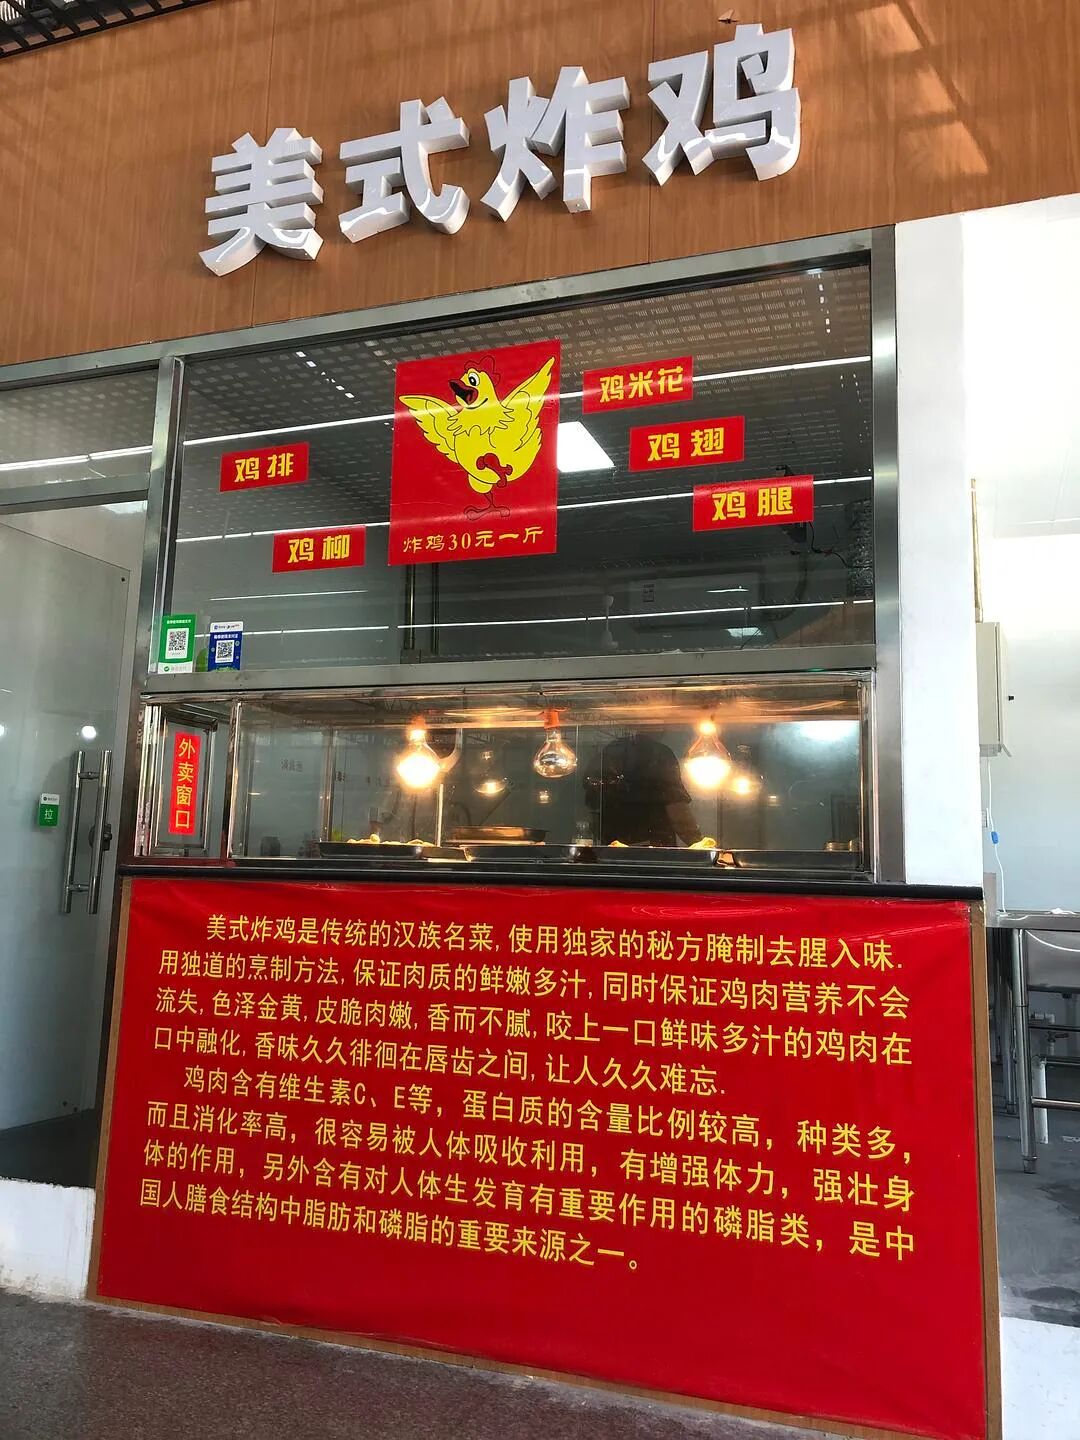 美式炸鸡
鸡米花
鸡排
鸡翅
鸡腿
鸡柳
炸鸡30元一斤
外卖窗口
拉
美式炸鸡是传统的汉族名菜,使用独家的秘方腌制去腥入味.
用独道的烹制方法,保证肉质的鲜嫩多汁,同时保证鸡肉营养不会
流失,色泽金黄,皮脆肉嫩,香而不腻,咬上一口鲜味多汁的鸡肉在
口中融化,香味久久徘徊在唇齿之间,让人久久难忘.
鸡肉含有维生素C、E等，蛋白质的含量比例较高，种类多，
而且消化率高，很容易被人体吸收利用，有增强体力，强壮身
体的作用，另外含有对人体生发育有重要作用的磷脂类，是中
国人膳食结构中脂肪和磷脂的重要来源之一。